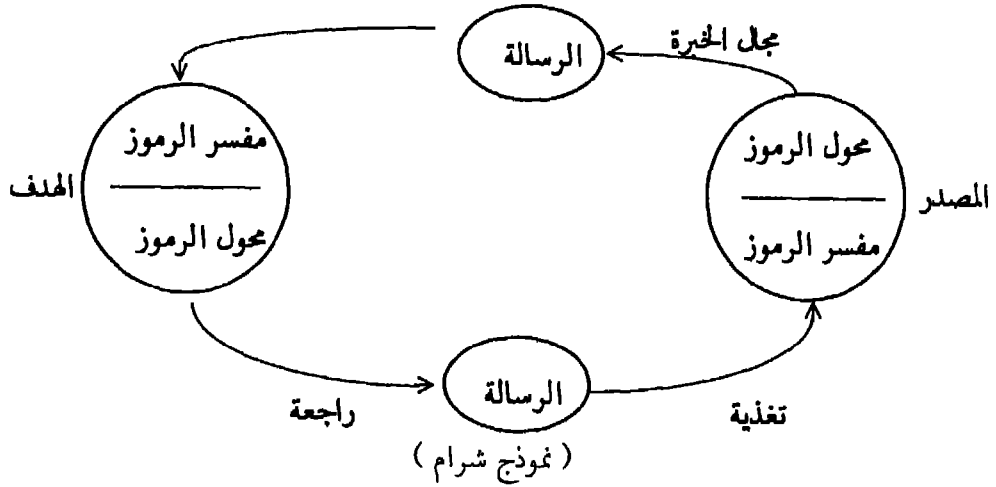 مجال الخبرة
الرسالة
محول الرموز
مفسر الرموز
المصدر
مفسر الرموز
محول الرموز
الهدف
الرسالة
تغذية
راجعة
( نموذج شرام )